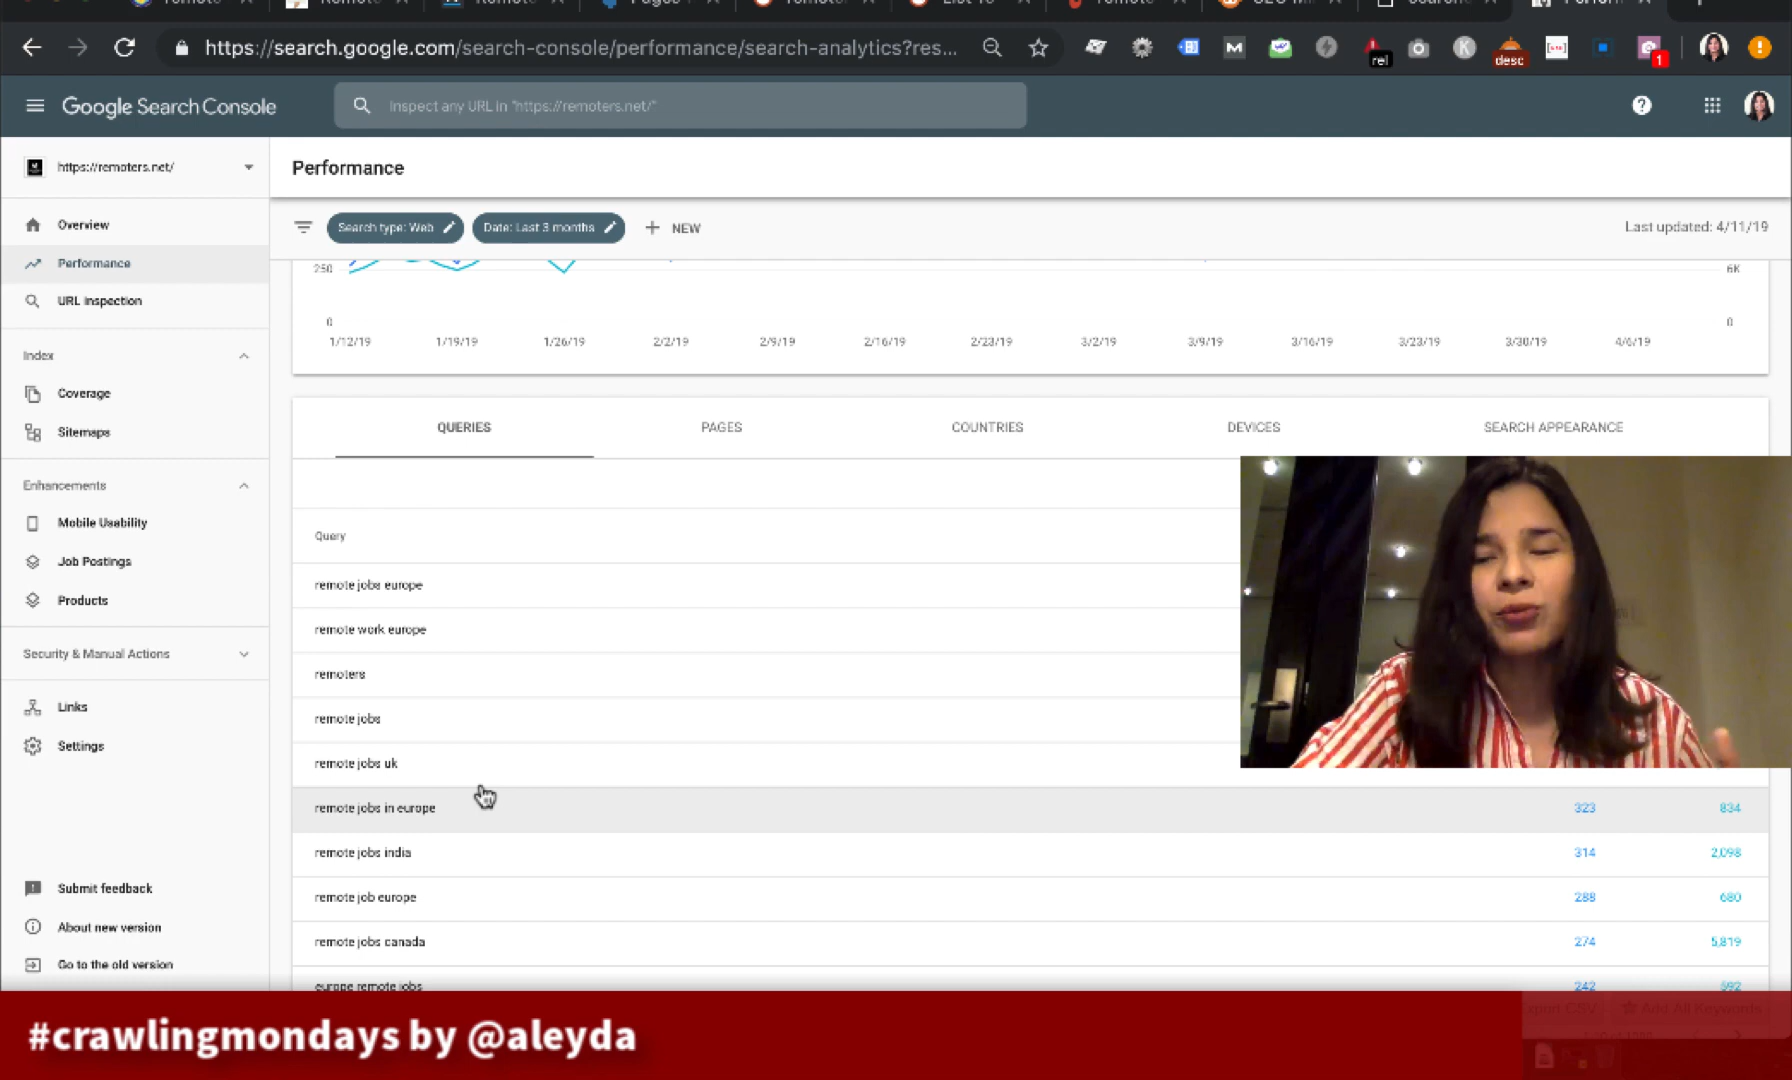 https://search.google.com/search-console/performance/search-analytics?res...
rel
desc
1
Google Search Console
Inspect any URL in "https://remoters.net/"
https://remoters.net/
Performance
Overview
Performance
URL inspection
Index
Coverage
Sitemaps
Enhancements
Mobile Usability
Job Postings
Products
Security & Manual Actions
Links
Settings
Submit feedback
About new version
Go to the old version
Search type: Web
Date: Last 3 months
NEW
Last updated: 4/11/19
250
6K
0
0
1/12/19 1/19/19 1/26/19 2/2/19 2/9/19 2/16/19 2/23/19 3/2/19 3/9/19 3/16/19 3/23/19 3/30/19 4/6/19
QUERIES PAGES COUNTRIES DEVICES SEARCH APPEARANCE
Query
remote jobs europe
remote work europe
remoters
remote jobs
remote jobs uk
remote jobs in europe 323 834
remote jobs india 314 2,098
remote job europe 288 680
remote jobs canada 274 5,819
europe remote jobs 242 592
Add All Keywords
#crawlingmondays by @aleyda